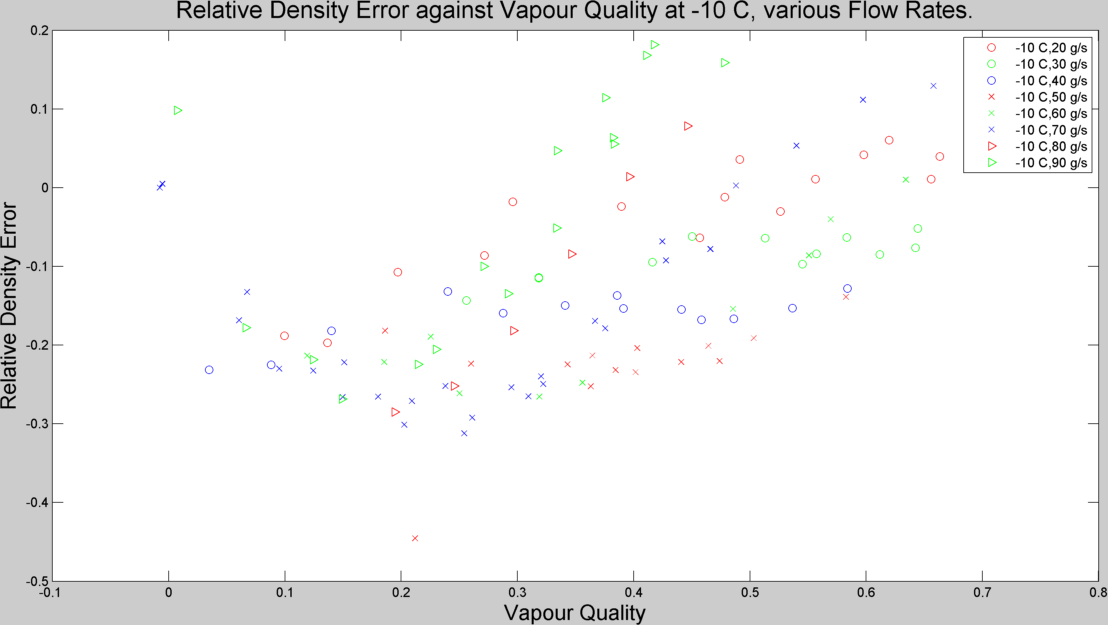 Relative Density Error against Vapour Quality at -10 C, various Flow Rates.
0.2
0.1
0
-0.1
-0.2
-0.3
-0.4
-0.5
Relative Density Error
-10 C,20 g/s
-10 C,30 g/s
-10 C,40 g/s
-10 C,50 g/s
-10 C,60 g/s
-10 C,70 g/s
-10 C,80 g/s
-10 C,90 g/s
-0.1 0 0.1 0.2 0.3 0.4 0.5 0.6 0.7 0.8
Vapour Quality